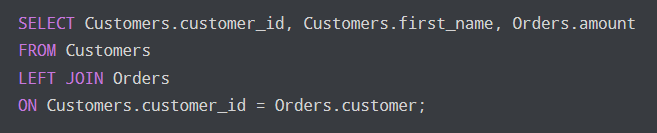 SELECT Customers.customer_id, Customers.first_name, Orders.amount
FROM Customers
LEFT JOIN Orders
ON Customers.customer_id = Orders.customer;